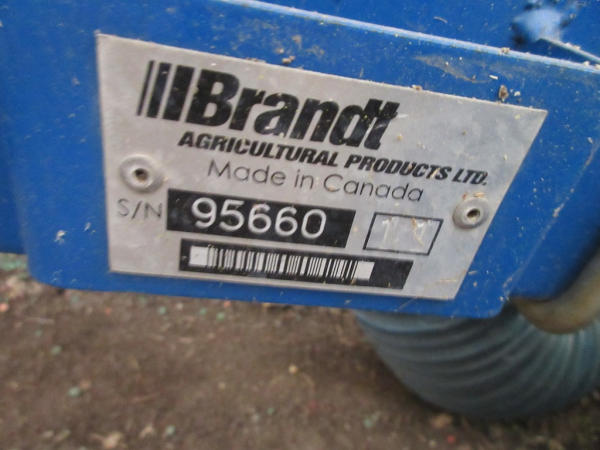 Brandt
AGRICULTURAL PRODUCTS LTD.
Made in Canada
S/N 95660